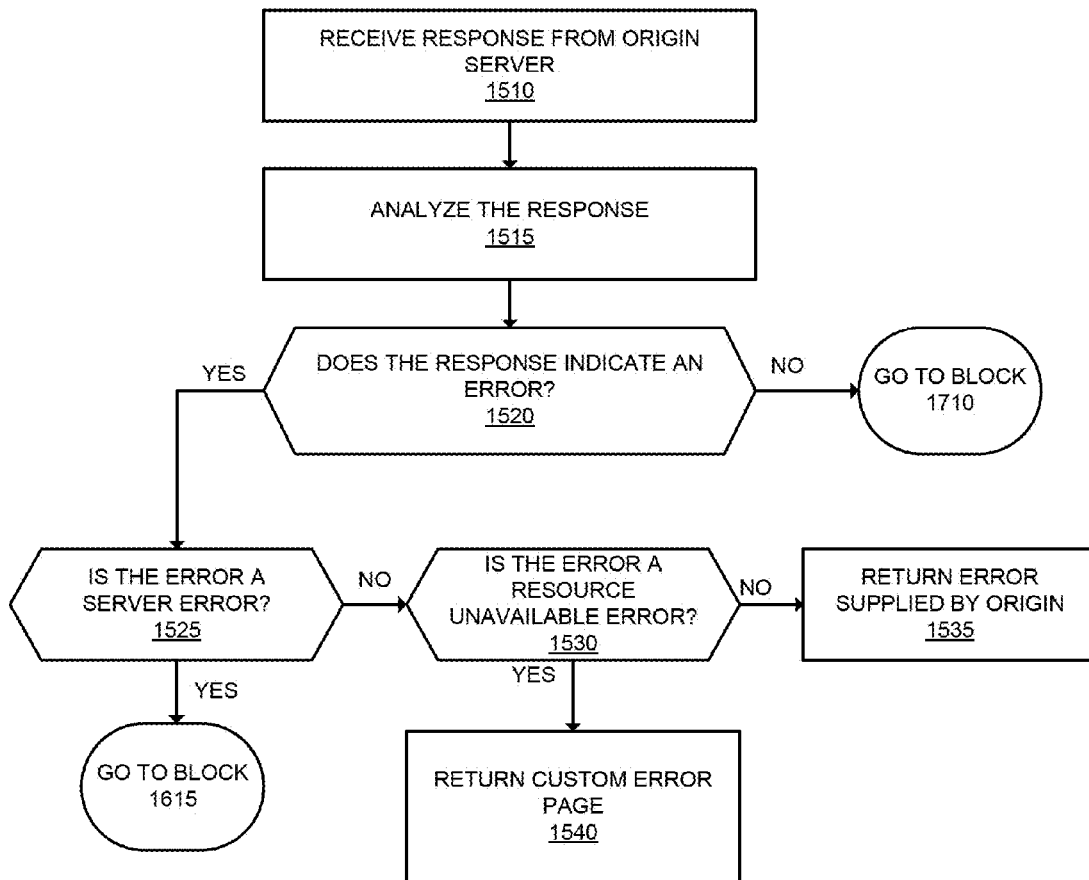 RECEIVE RESPONSE FROM ORIGIN
SERVER
1510
ANALYZE THE RESPONSE
1515
DOES THE RESPONSE INDICATE AN
ERROR?
1520
YES
NO
GO TO BLOCK
1710
IS THE ERROR A
SERVER ERROR?
1525
NO
IS THE ERROR A
RESOURCE
UNAVAILABLE ERROR?
1530
NO
RETURN ERROR
SUPPLIED BY ORIGIN
1535
YES
GO TO BLOCK
1615
YES
RETURN CUSTOM ERROR
PAGE
1540